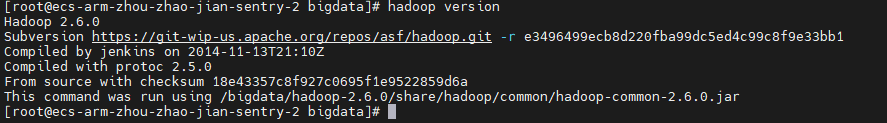 [root@ecs-arm-zhou-zhao-jian-sentry-2 bigdata]# hadoop version
Hadoop 2.6.0
Subversion https://git-wip-us.apache.org/repos/asf/hadoop.git -r e3496499ecb8d220fba99dc5ed4c99c8f9e33bb1
Compiled by jenkins on 2014-11-13T21:10Z
Compiled with protoc 2.5.0
From source with checksum 18e43357c8f927c0695f1e9522859d6a
This command was run using /bigdata/hadoop-2.6.0/share/hadoop/common/hadoop-common-2.6.0.jar
[root@ecs-arm-zhou-zhao-jian-sentry-2 bigdata]#